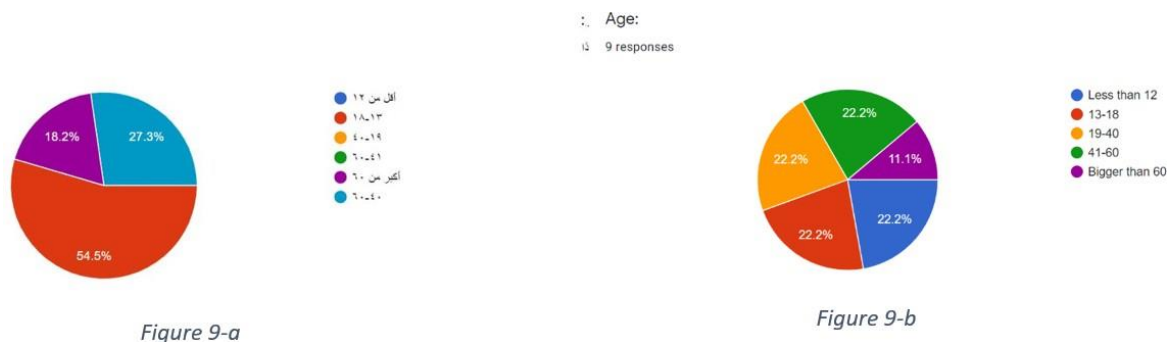 Age:
9 responses
18.2%
27.3%
54.5%
أقل من ١٢
١٣-١٨
١٩-٤٠
٤١-٦٠
أكبر من ٦٠
٤٠-٦٠
Figure 9-a
22.2%
22.2%
11.1%
22.2%
22.2%
Less than 12
13-18
19-40
41-60
Bigger than 60
Figure 9-b